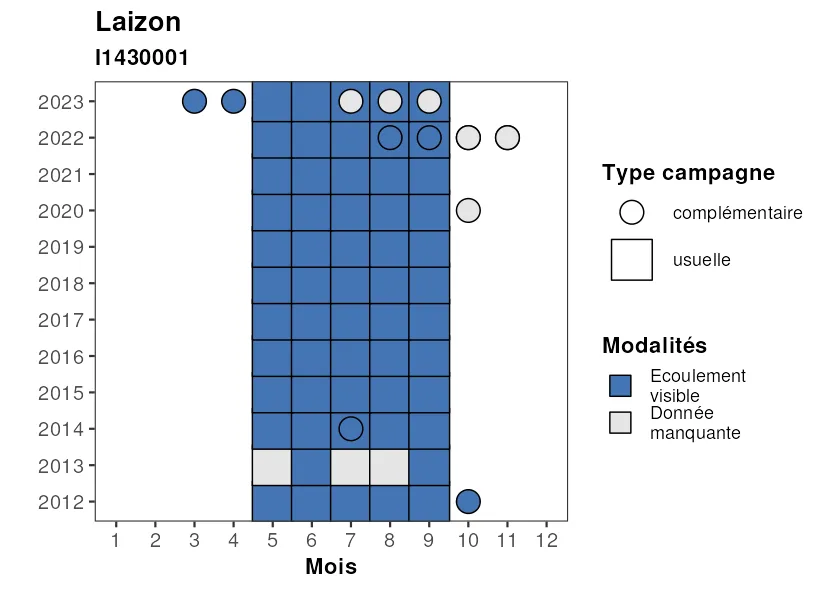 Laizon
I1430001
2023
2022
2021
2020
2019
2018
2017
2016
2015
2014
2013
2012
1 2 3 4 5 6 7 8 9 10 11 12
Mois
Type campagne
complémentaire
usuelle
Modalités
Ecoulement
visible
Donnée
manquante